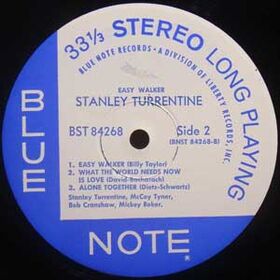 33⅓ STEREO LONG PLAYING
BLUE NOTE RECORDS • A DIVISION OF LIBERTY RECORDS, INC.
EASY WALKER
STANLEY TURRENTINE
BST 84268
Side 2
(BNST 84268-B)
1. EASY WALKER (Billy Taylor)
2. WHAT THE WORLD NEEDS NOW
IS LOVE (David-Bacharach)
3. ALONE TOGETHER (Dietz-Schwartz)
Stanley Turrentine, McCoy Tyner,
Bob Cranshaw, Mickey Roker.
BLUE
NOTE
®